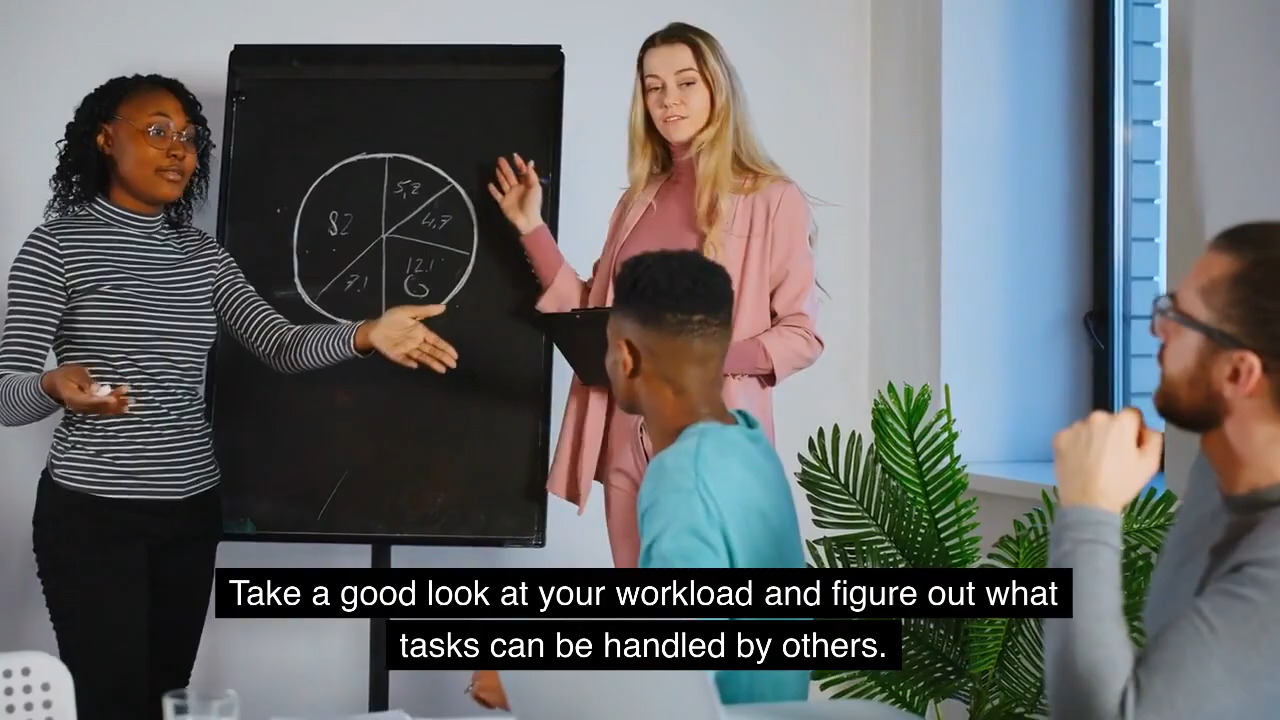 5,2
82
4,7
12.1
7.1
Take a good look at your workload and figure out what
tasks can be handled by others.